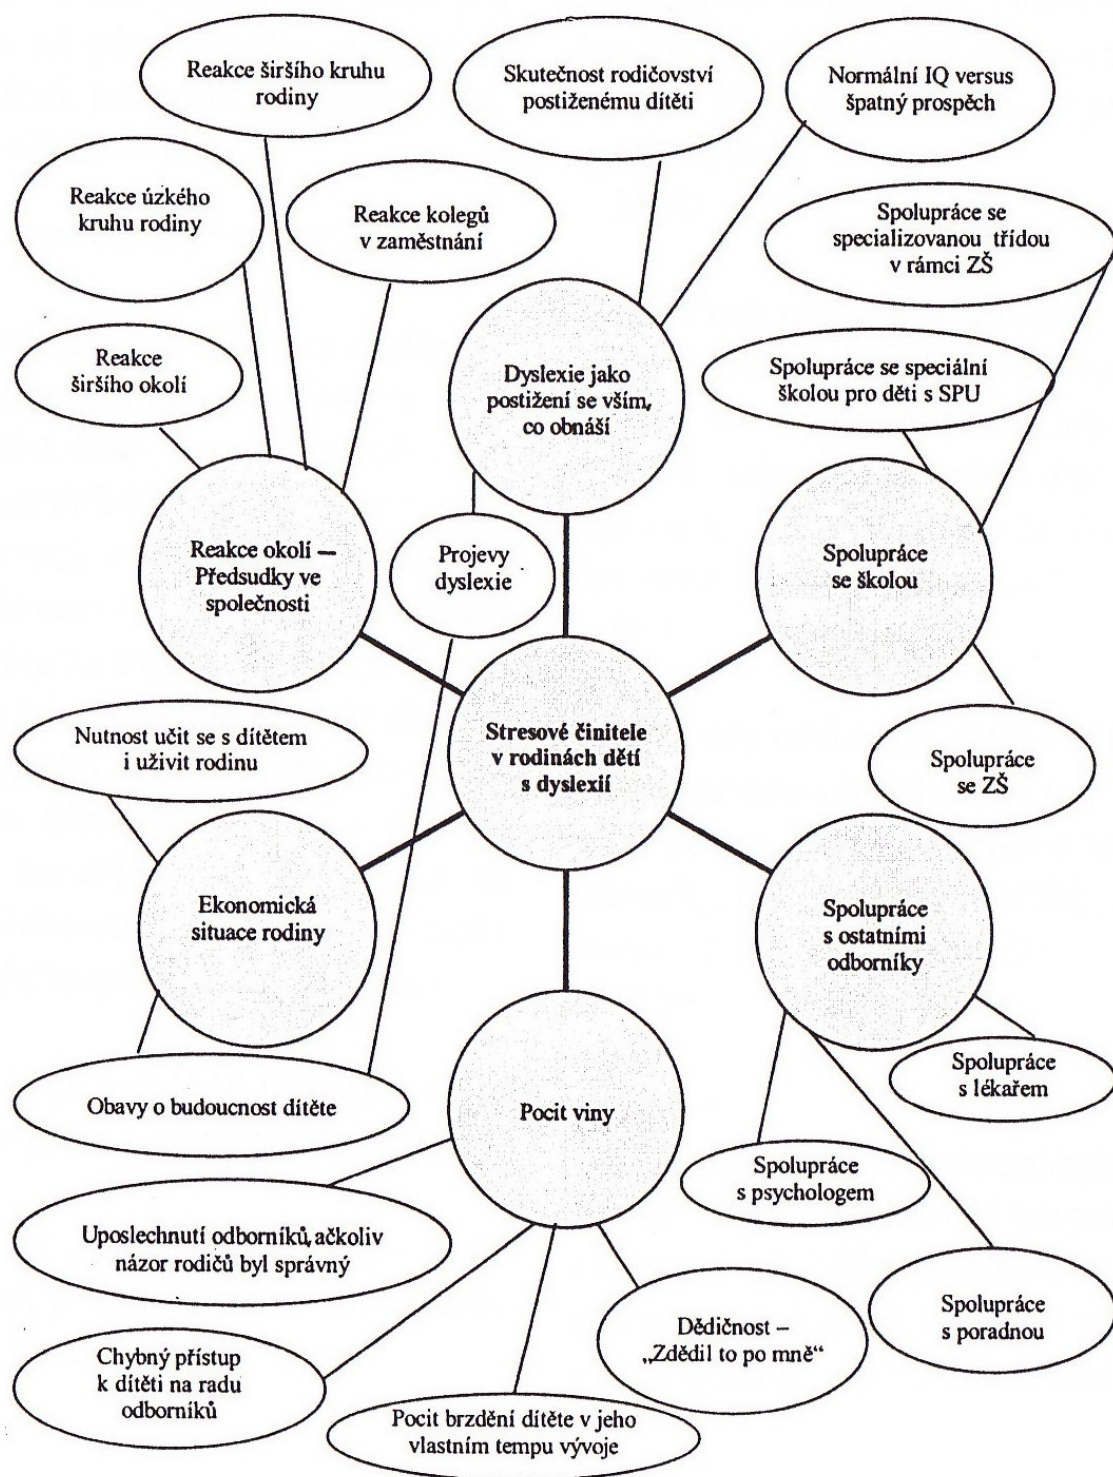 Reakce širšího kruhu
rodiny
Skutečnost rodičovství
postiženému dítěti
Normální IQ versus
špatný prospěch
Reakce úzkého
kruhu rodiny
Reakce kolegů
v zaměstnání
Spolupráce se
specializovanou třídou
v rámci ZŠ
Reakce
širšího okolí
Dyslexie jako
postižení se vším,
co obnáší
Spolupráce se speciální
školou pro děti s SPU
Reakce okolí —
Předsudky ve
společnosti
Projevy
dyslexie
Spolupráce
se školou
Nutnost učit se s dítětem
i uživit rodinu
Stresové činitele
v rodinách dětí
s dyslexií
Spolupráce
se ZŠ
Ekonomická
situace rodiny
Spolupráce
s ostatními
odborníky
Obavy o budoucnost dítěte
Pocit viny
Spolupráce
s lékařem
Spolupráce
s psychologem
Uposlechnutí odborníků, ačkoliv
názor rodičů byl správný
Dědičnost –
„Zdědil to po mně“
Spolupráce
s poradnou
Chybný přístup
k dítěti na radu
odborníků
Pocit brzdění dítěte v jeho
vlastním tempu vývoje